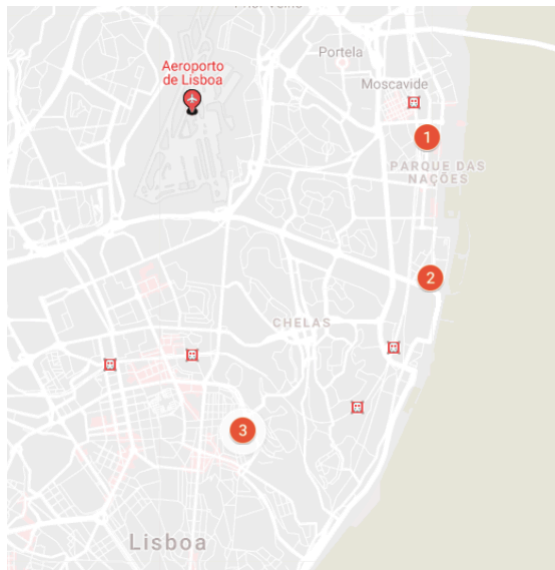 Portela
Aeroporto
de Lisboa
Moscavide
1
PARQUE DAS
NAÇÕES
2
CHELAS
3
Lisboa